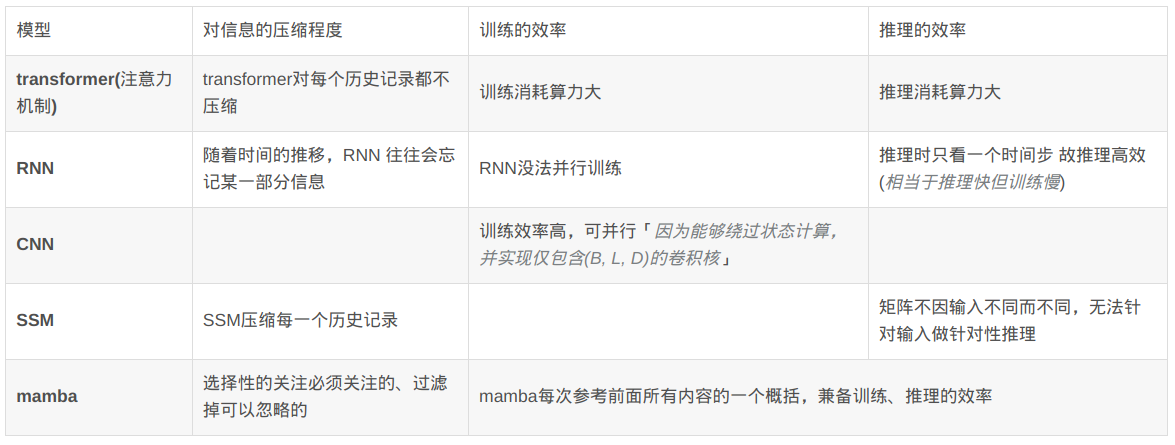 模型 对信息的压缩程度 训练的效率 推理的效率
transformer(注意力
机制)
transformer对每个历史记录都不
压缩
训练消耗算力大
推理消耗算力大
RNN
随着时间的推移，RNN 往往会忘
记某一部分信息
RNN没法并行训练
推理时只看一个时间步 故推理高效
(相当于推理快但训练慢)
CNN
训练效率高，可并行「因为能够绕过状态计算，
并实现仅包含(B, L, D)的卷积核」
SSM
SSM压缩每一个历史记录
矩阵不因输入不同而不同，无法针
对输入做针对性推理
mamba
选择性的关注必须关注的、过滤
掉可以忽略的
mamba每次参考前面所有内容的一个概括，兼备训练、推理的效率